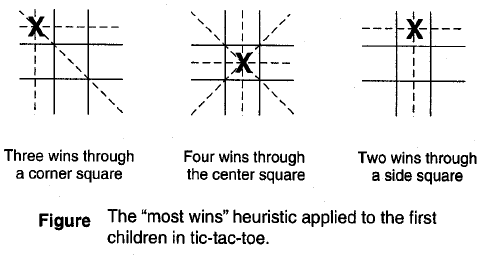 X
X
X
Three wins through
a corner square
Four wins through
the center square
Two wins through
a side square
Figure The “most wins” heuristic applied to the first
children in tic-tac-toe.